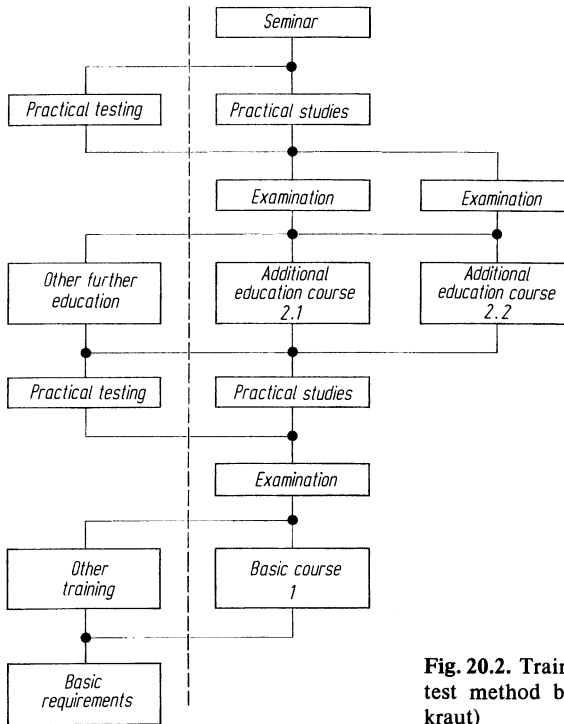 Seminar
Practical testing
Practical studies
Examination
Examination
Other further
education
Additional
education course
2.1
Additional
education course
2.2
Practical testing
Practical studies
Examination
Other
training
Basic course
1
Basic
requirements
Fig. 20.2. Train
test method b
kraut)